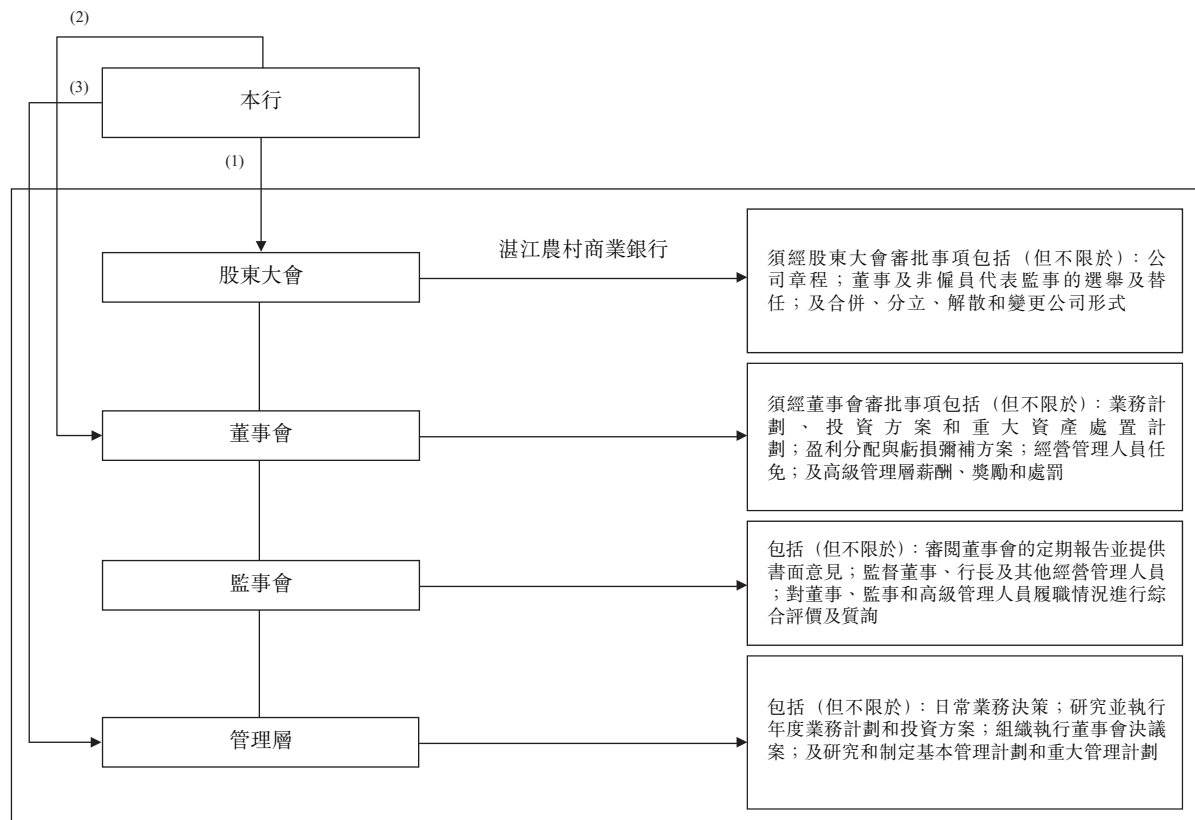 (2)
(3)
本行
(1)
湛江農村商業銀行
股東大會
須經股東大會審批事項包括（但不限於）：公
司章程；董事及非僱員代表監事的選舉及替
任；及合併、分立、解散和變更公司形式
董事會
須經董事會審批事項包括（但不限於）：業務計
劃、投資方案和重大資產處置計
劃；盈利分配與虧損彌補方案；經營管理人員任
免；及高級管理層薪酬、獎勵和處罰
監事會
包括（但不限於）：審閱董事會的定期報告並提供
書面意見；監督董事、行長及其他經營管理人員
；對董事、監事和高級管理人員履職情況進行綜
合評價及質詢
管理層
包括（但不限於）：日常業務決策；研究並執行
年度業務計劃和投資方案；組織執行董事會決議
案；及研究和制定基本管理計劃和重大管理計劃